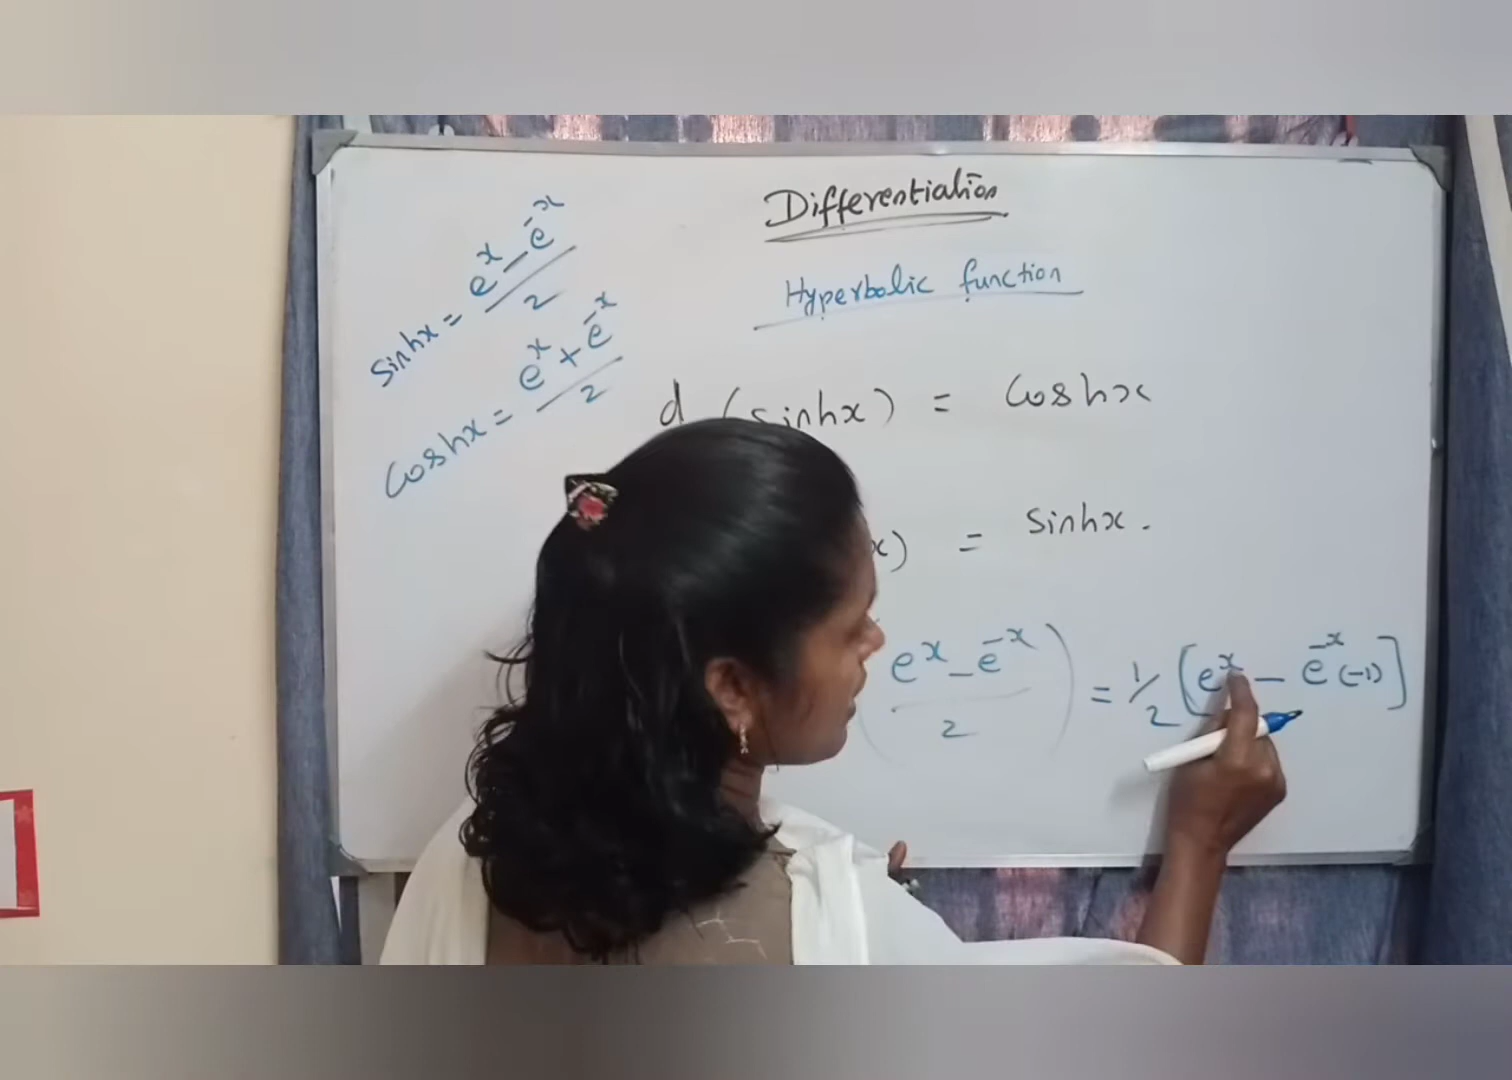 Differentiation
Hyperbolic function
sinhx = e^x - e^-x / 2
coshx = e^x + e^-x / 2
d (sinhx) = coshx
x) = sinhx.
e^x - e^-x / 2 ) = 1/2 [e^x - e^-x (-1)]